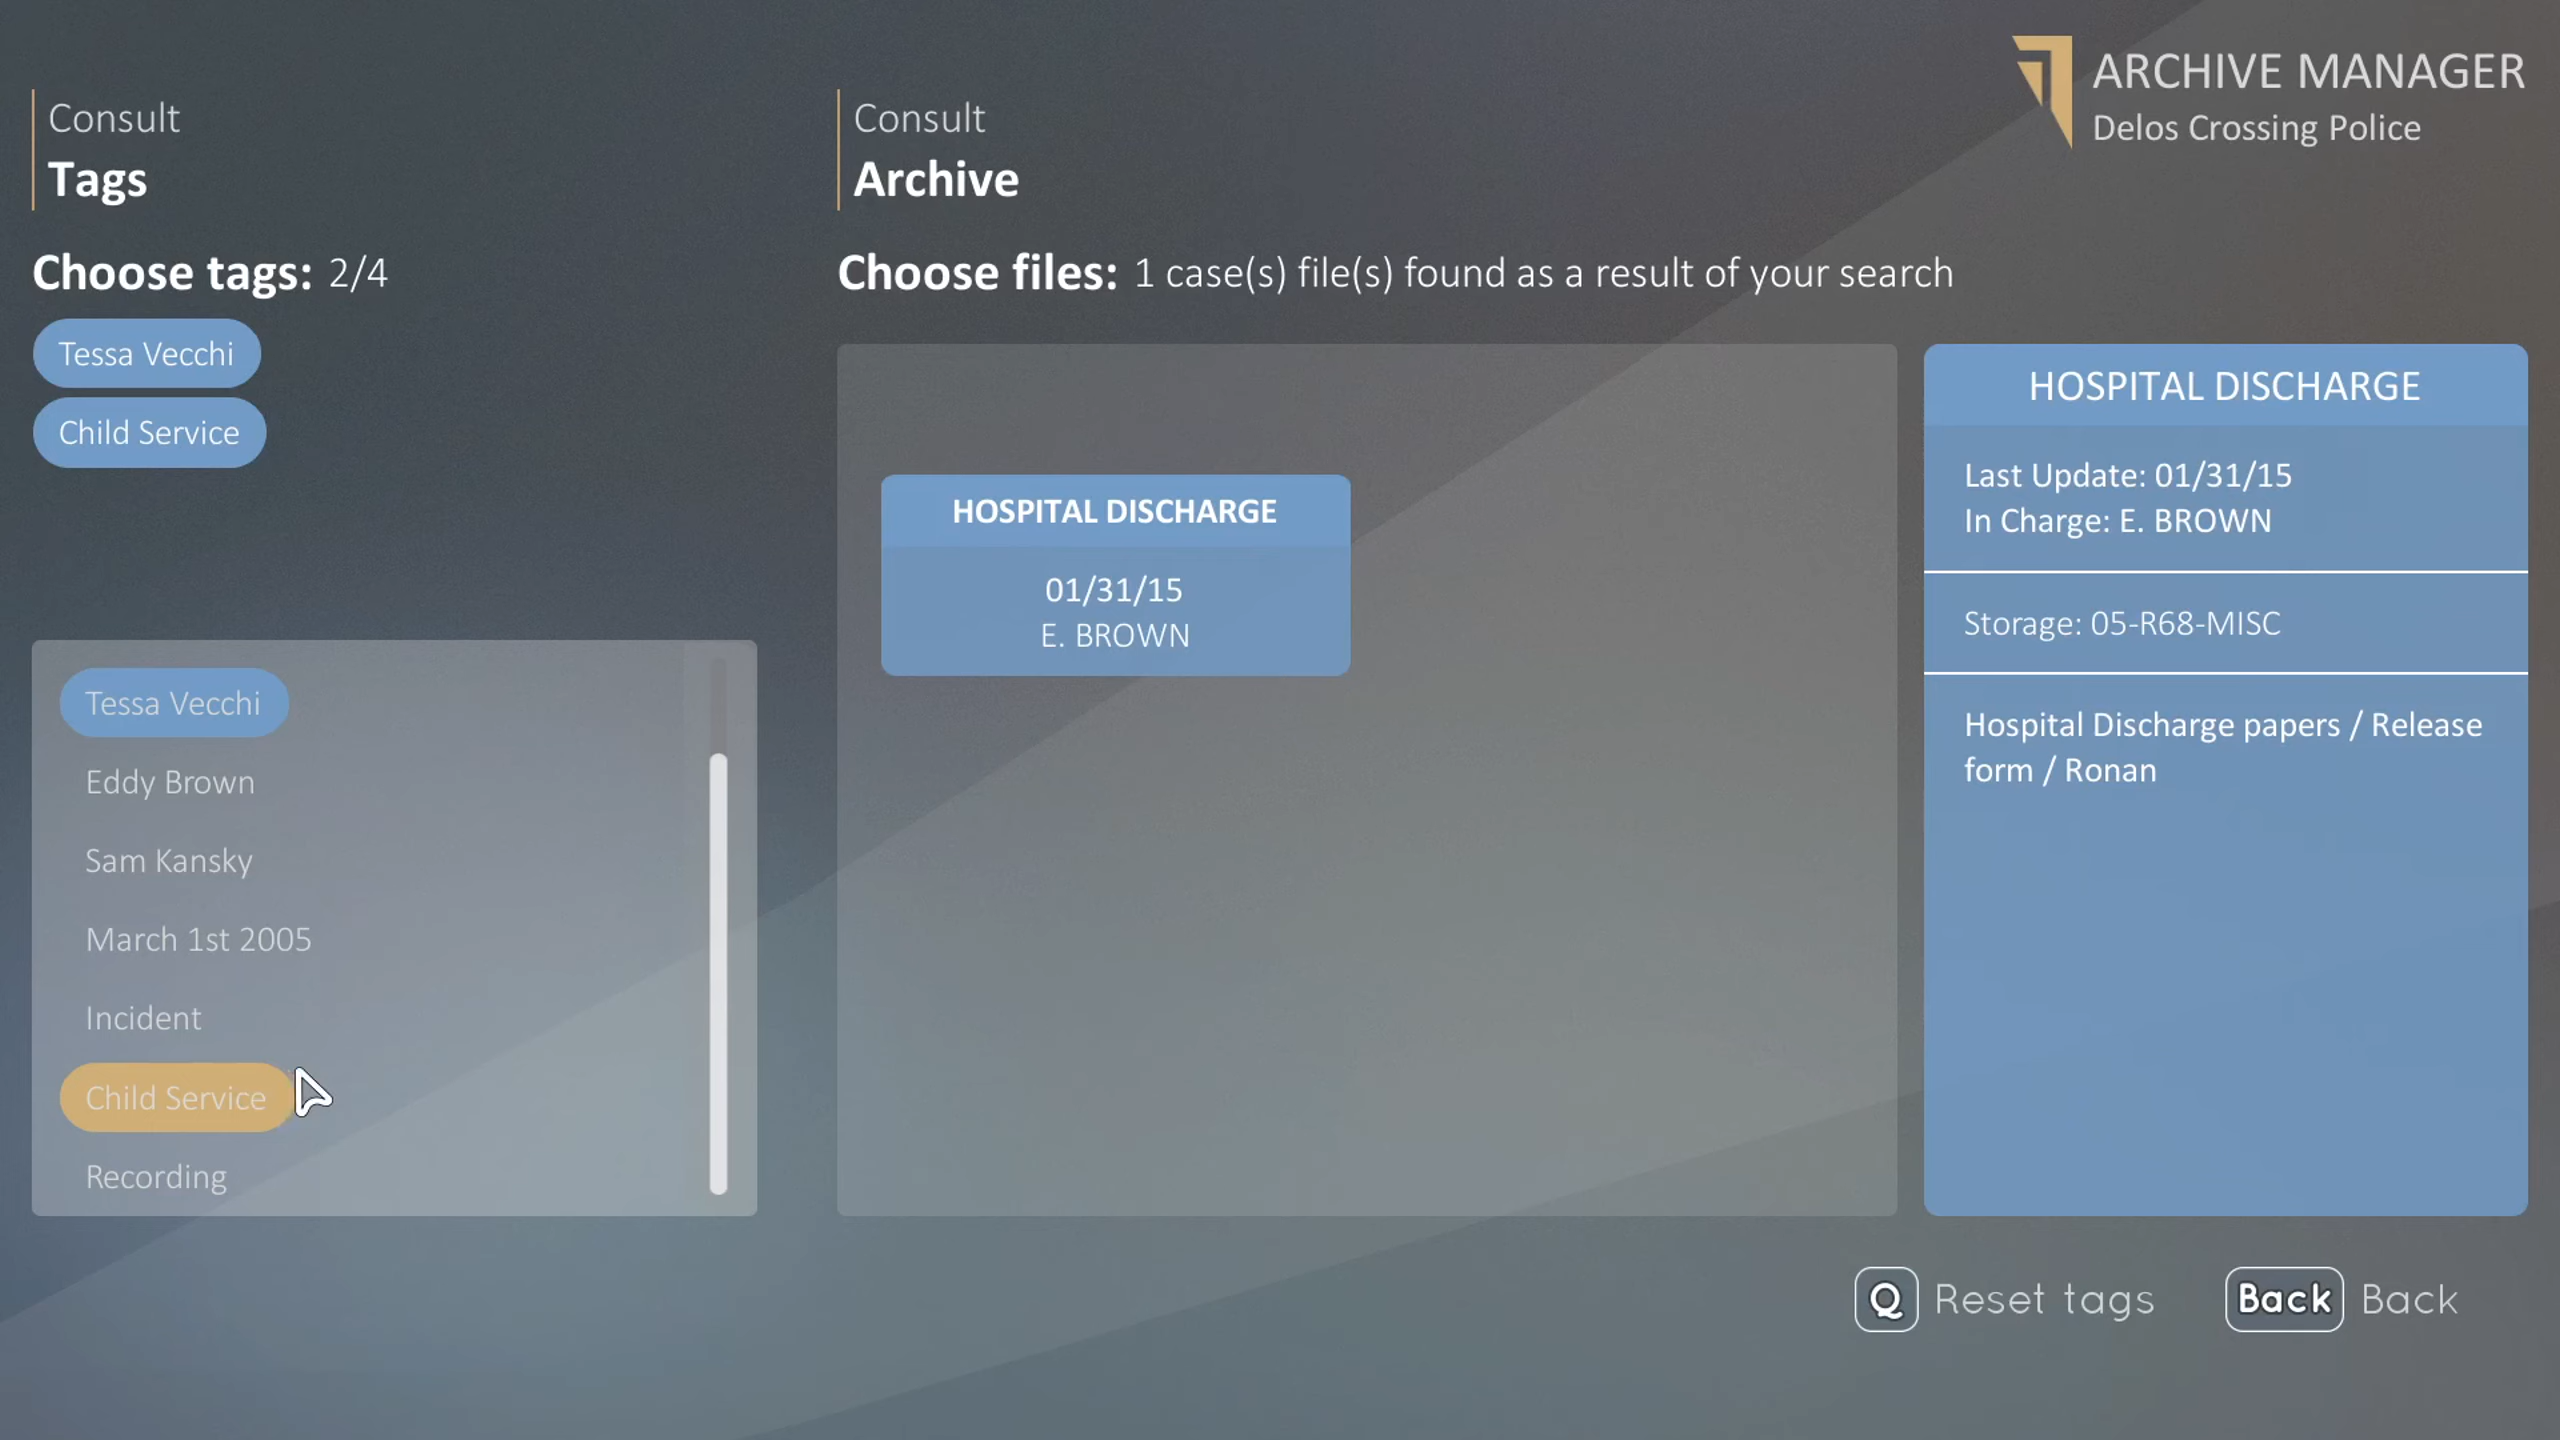 ARCHIVE MANAGER
Delos Crossing Police
Consult
Tags
Choose tags: 2/4
Tessa Vecchi
Child Service
Tessa Vecchi
Eddy Brown
Sam Kansky
March 1st 2005
Incident
Child Service
Recording
Consult
Archive
Choose files: 1 case(s) file(s) found as a result of your search
HOSPITAL DISCHARGE
01/31/15
E. BROWN
HOSPITAL DISCHARGE
Last Update: 01/31/15
In Charge: E. BROWN
Storage: 05-R68-MISC
Hospital Discharge papers / Release
form / Ronan
Q Reset tags
Back Back